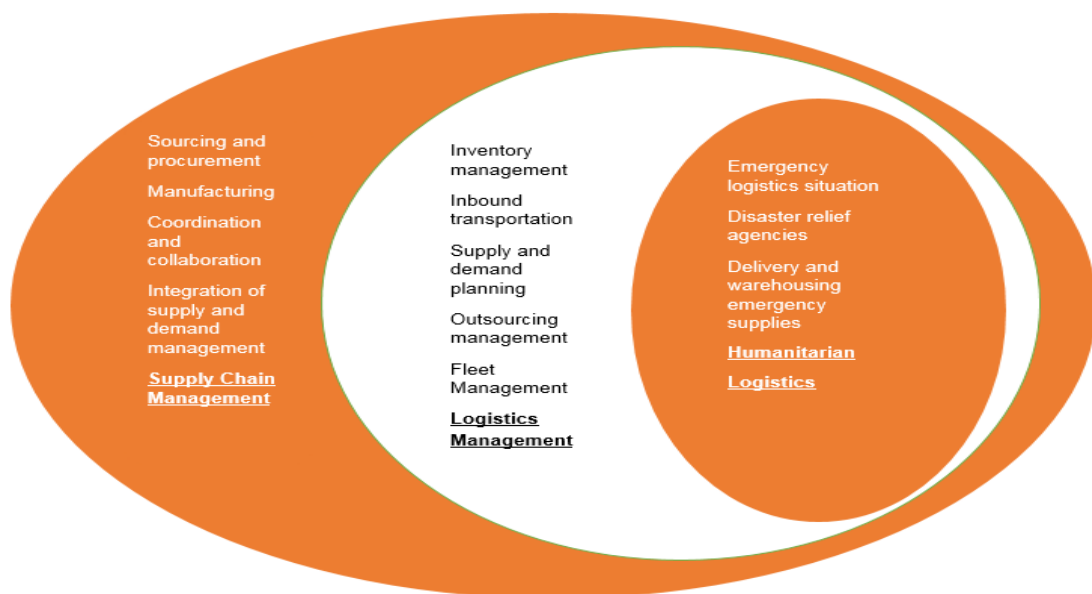 Sourcing and
procurement
Manufacturing
Coordination
and
collaboration
Integration of
supply and
demand
management
Supply Chain
Management
Inventory
management
Inbound
transportation
Supply and
demand
planning
Outsourcing
management
Fleet
Management
Logistics
Management
Emergency
logistics situation
Disaster relief
agencies
Delivery and
warehousing
emergency
supplies
Humanitarian
Logistics